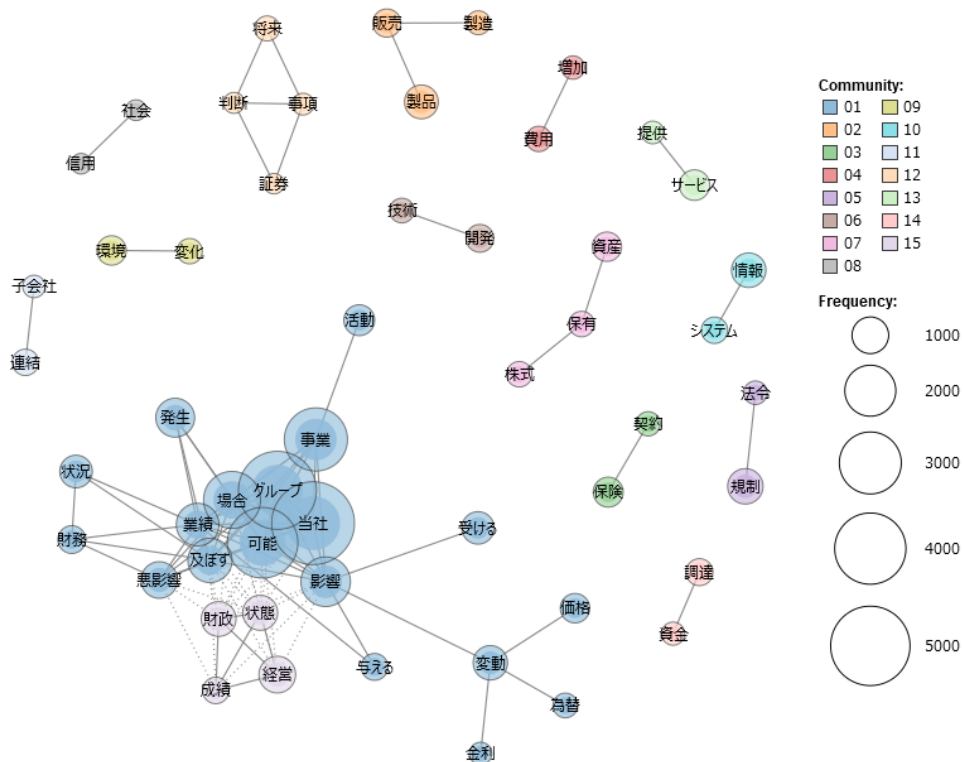 将来
販売
製造
増加
Community:
01
09
02
10
03
11
04
12
05
13
06
14
07
15
08
社会
判断
事項
製品
費用
提供
信用
証券
サービス
技術
開発
環境
変化
資産
情報
子会社
連結
活動
保有
システム
株式
Frequency:
1000
2000
3000
4000
5000
法令
規制
契約
保険
発生
事業
状況
場合
グループ
当社
業績
可能
財務
及ぼす
悪影響
影響
受ける
調達
資金
財政
状態
価格
成績
経営
与える
変動
為替
金利